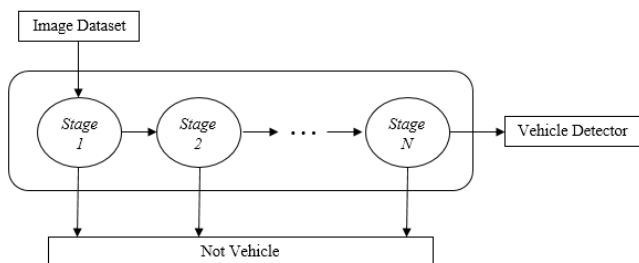 Image Dataset
Stage
1
Stage
2
...
Stage
N
Vehicle Detector
Not Vehicle